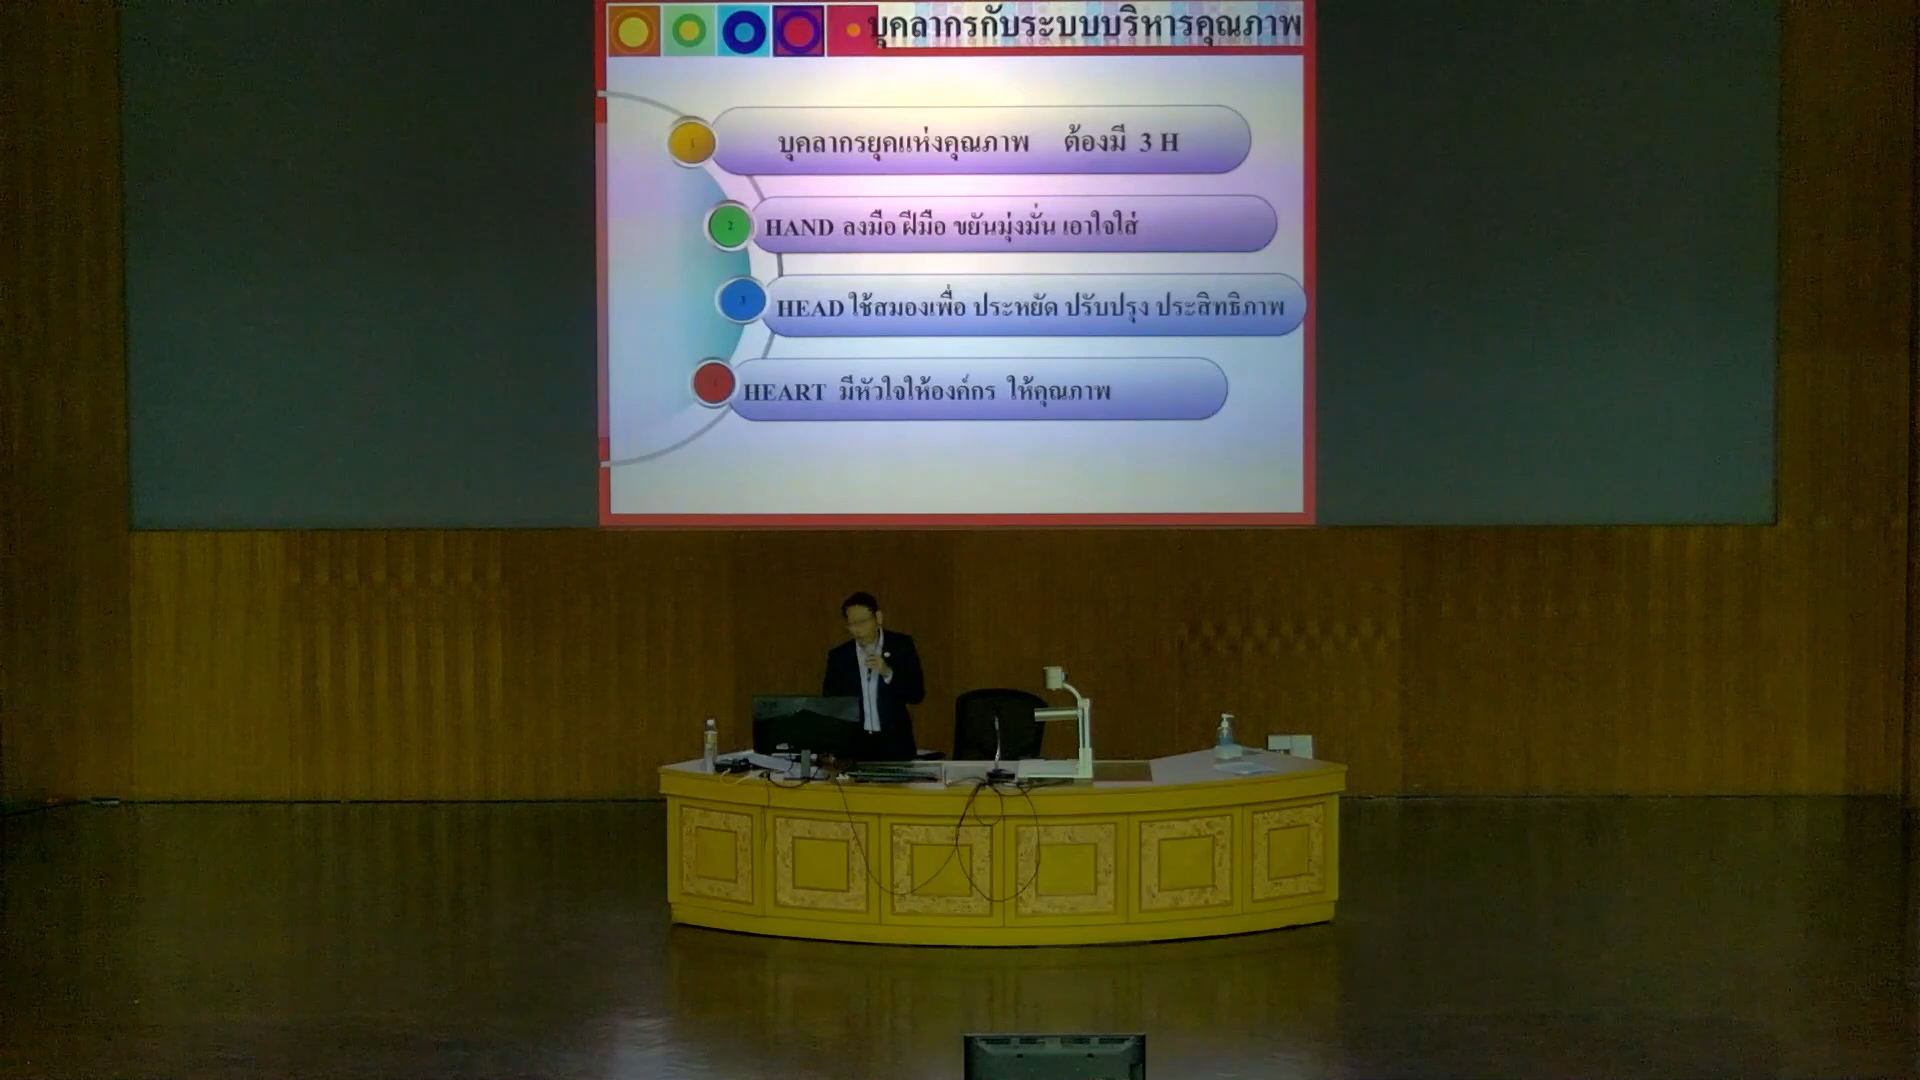 บุคลากรกับระบบบริหารคุณภาพ
1
บุคลากรยุคแห่งคุณภาพ ต้องมี 3 H
2
HAND ลงมือ ฝีมือ ขยันมุ่งมั่น เอาใจใส่
3
HEAD ใช้สมองเพื่อ ประหยัด ปรับปรุง ประสิทธิภาพ
HEART มีหัวใจให้องค์กร ให้คุณภาพ